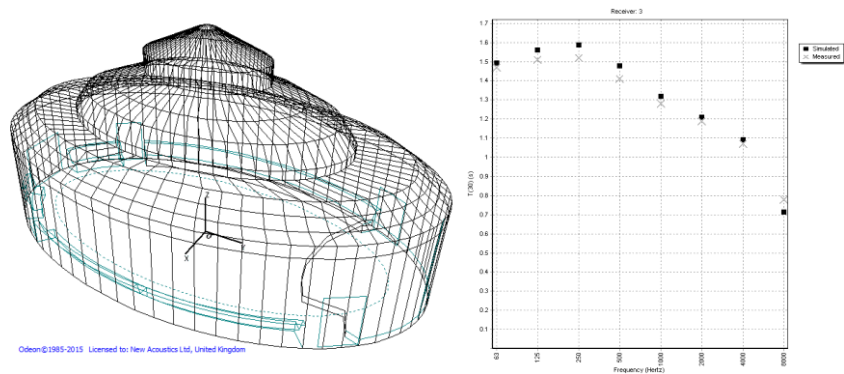 Receiver: 3
Simulated
Measured
1.7
1.6
1.5
1.4
1.3
1.2
1.1
1
0.9
0.8
0.7
0.6
0.5
0.4
0.3
0.2
0.1
T(30) (s)
63
125
250
500
1000
2000
4000
8000
Frequency (Hertz)
Z
X
Y
Odeon©1985-2015 Licensed to: New Acoustics Ltd, United Kingdom